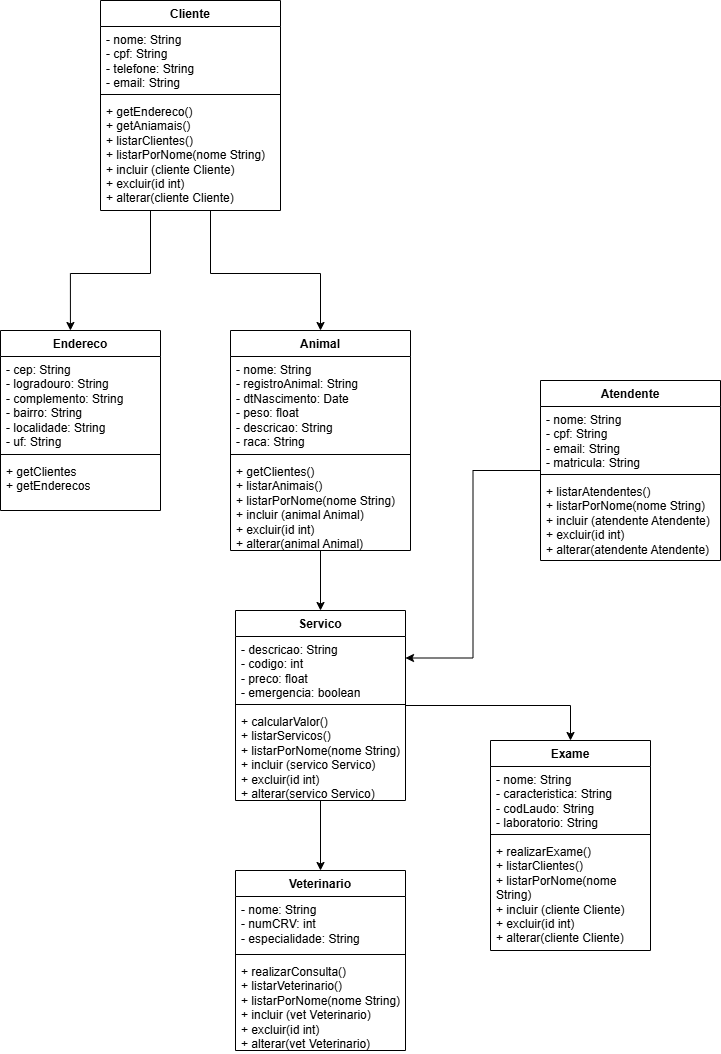 Cliente
- nome: String
- cpf: String
- telefone: String
- email: String
+ getEndereco()
+ getAniamais()
+ listarClientes()
+ listarPorNome(nome String)
+ incluir (cliente Cliente)
+ excluir(id int)
+ alterar(cliente Cliente)
Endereco
- cep: String
- logradouro: String
- complemento: String
- bairro: String
- localidade: String
- uf: String
+ getClientes
+ getEnderecos
Animal
- nome: String
- registroAnimal: String
- dtNascimento: Date
- peso: float
- descricao: String
- raca: String
+ getClientes()
+ listarAnimais()
+ listarPorNome(nome String)
+ incluir (animal Animal)
+ excluir(id int)
+ alterar(animal Animal)
Atendente
- nome: String
- cpf: String
- email: String
- matricula: String
+ listarAtendentes()
+ listarPorNome(nome String)
+ incluir (atendente Atendente)
+ excluir(id int)
+ alterar(atendente Atendente)
Servico
- descricao: String
- codigo: int
- preco: float
- emergencia: boolean
+ calcularValor()
+ listarServicos()
+ listarPorNome(nome String)
+ incluir (servico Servico)
+ excluir(id int)
+ alterar(servico Servico)
Exame
- nome: String
- caracteristica: String
- codLaudo: String
- laboratorio: String
+ realizarExame()
+ listarClientes()
+ listarPorNome(nome
String)
+ incluir (cliente Cliente)
+ excluir(id int)
+ alterar(cliente Cliente)
Veterinario
- nome: String
- numCRV: int
- especialidade: String
+ realizarConsulta()
+ listarVeterinario()
+ listarPorNome(nome String)
+ incluir (vet Veterinario)
+ excluir(id int)
+ alterar(vet Veterinario)